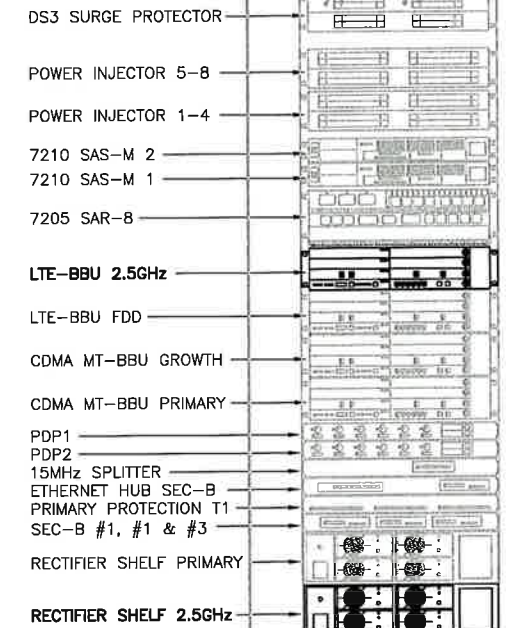 DS3 SURGE PROTECTOR
POWER INJECTOR 5-8
POWER INJECTOR 1-4
7210 SAS-M 2
7210 SAS-M 1
7205 SAR-8
LTE-BBU 2.5GHz
LTE-BBU FDD
CDMA MT-BBU GROWTH
CDMA MT-BBU PRIMARY
PDP1
PDP2
15MHz SPLITTER
ETHERNET HUB SEC-B
PRIMARY PROTECTION T1
SEC-B #1, #1 & #3
RECTIFIER SHELF PRIMARY
RECTIFIER SHELF 2.5GHz